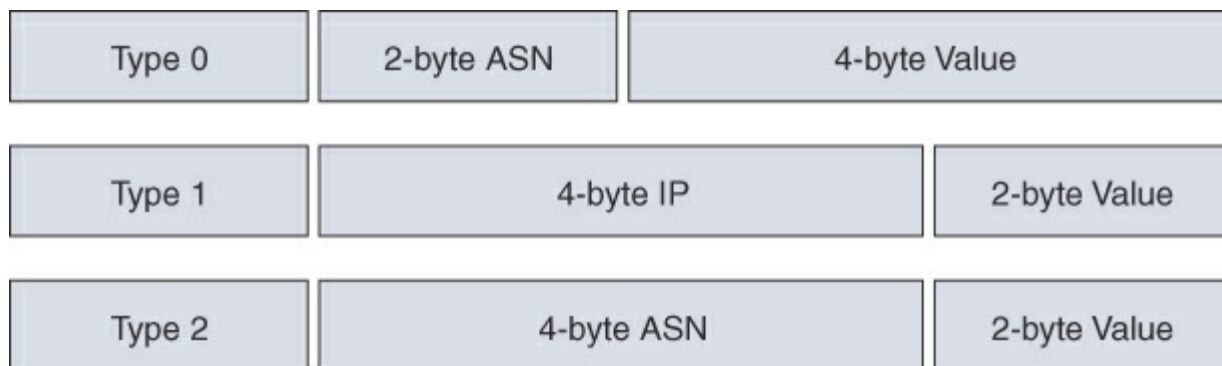 Type 0 2-byte ASN 4-byte Value
Type 1 4-byte IP 2-byte Value
Type 2 4-byte ASN 2-byte Value